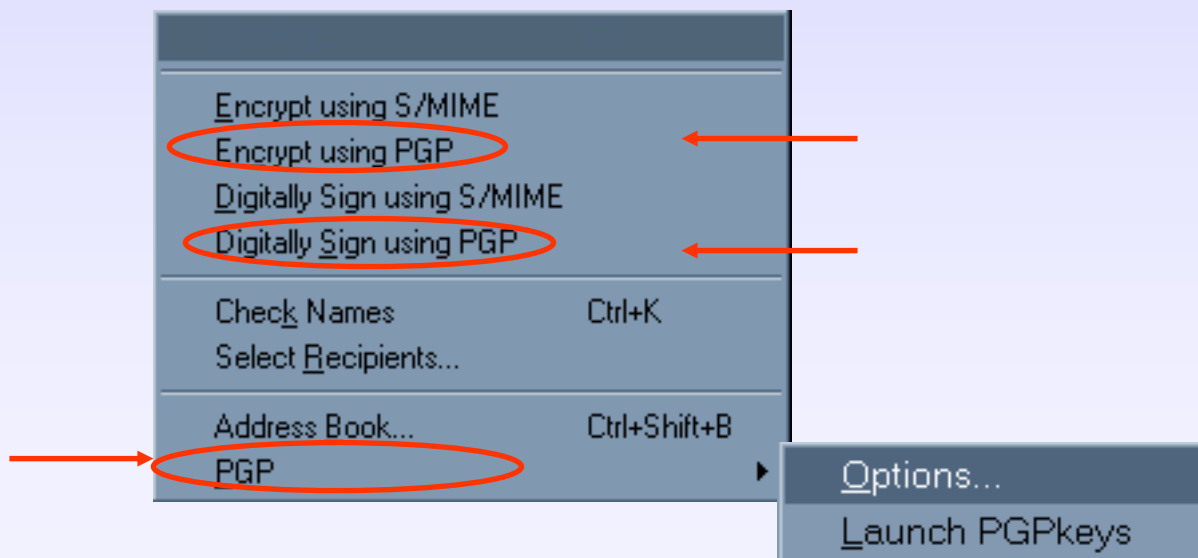 Encrypt using S/MIME
Encrypt using PGP
Digitally Sign using S/MIME
Digitally Sign using PGP
Check Names Ctrl+K
Select Recipients...
Address Book... Ctrl+Shift+B
PGP
Options...
Launch PGPkeys